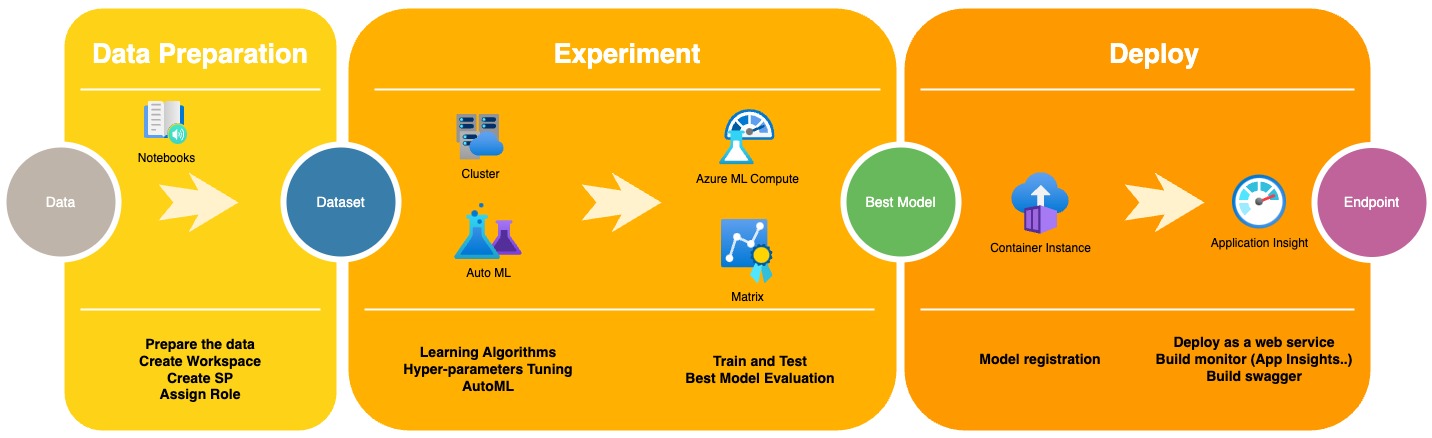 Data Preparation
Experiment
Deploy
Notebooks
Cluster
Azure ML Compute
Data
Dataset
Best Model
Endpoint
Container Instance
Application Insight
Auto ML
Matrix
Prepare the data
Create Workspace
Create SP
Assign Role
Learning Algorithms
Hyper-parameters Tuning
AutoML
Train and Test
Best Model Evaluation
Model registration
Deploy as a web service
Build monitor (App Insights..)
Build swagger